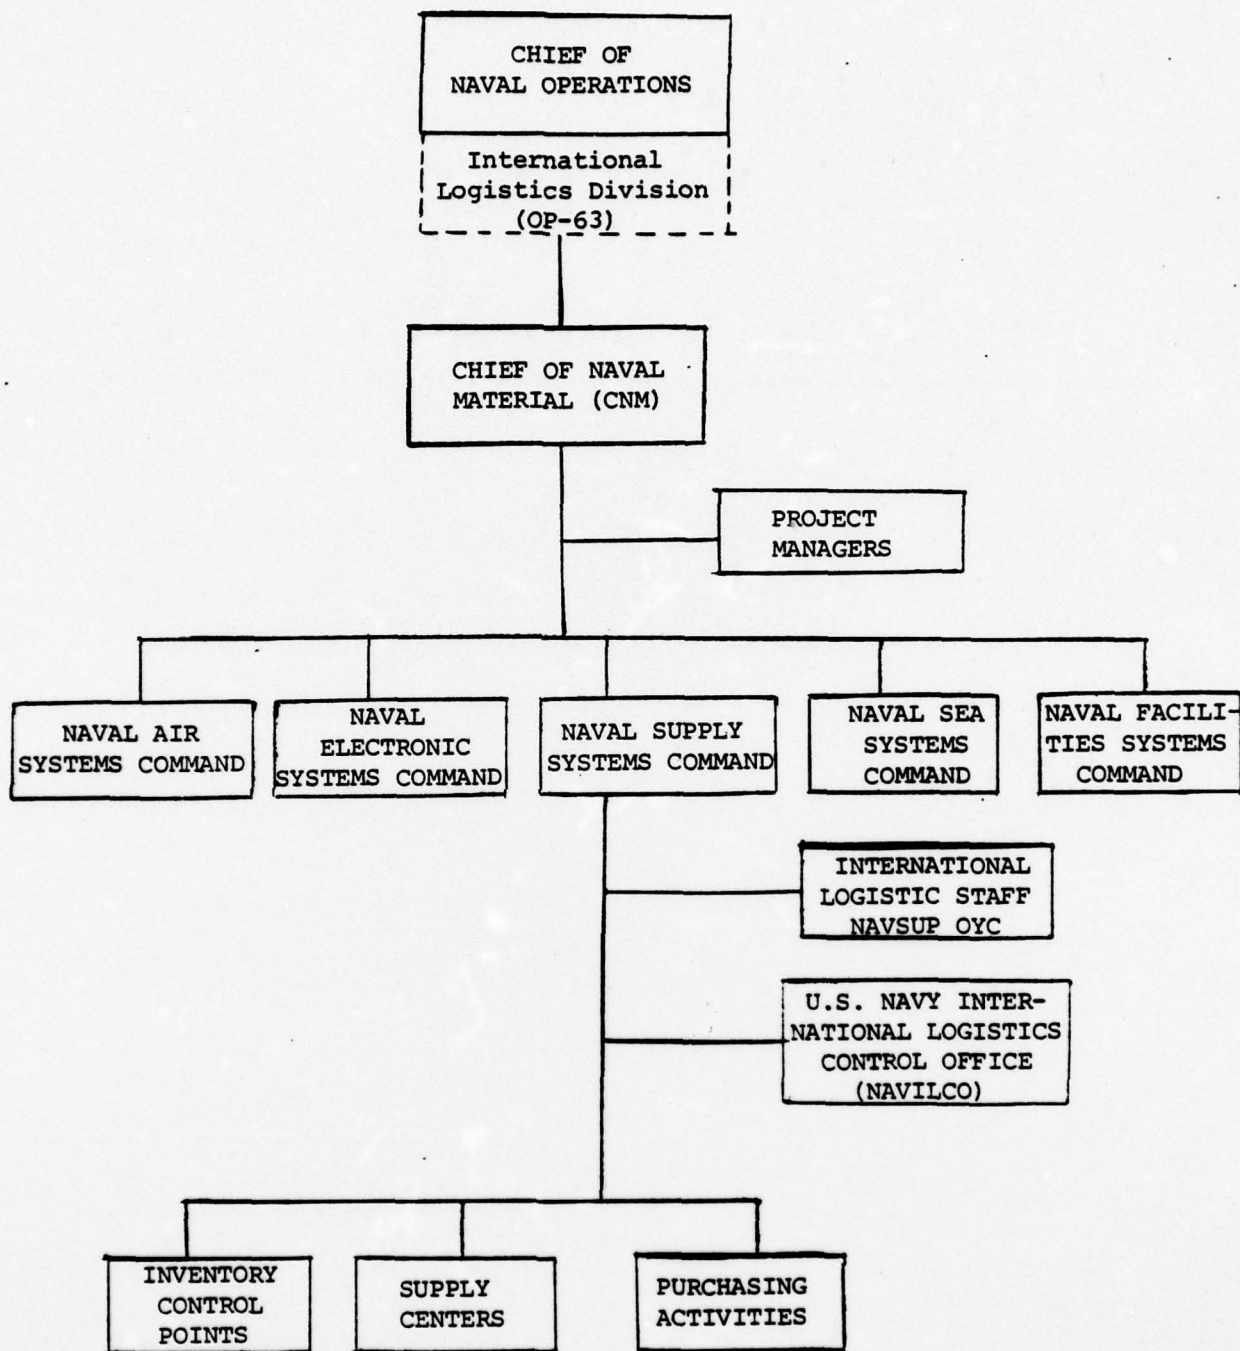 CHIEF OF
NAVAL OPERATIONS
International
Logistics Division
(OP-63)
CHIEF OF NAVAL
MATERIAL (CNM)
PROJECT
MANAGERS
NAVAL AIR
SYSTEMS COMMAND
NAVAL
ELECTRONIC
SYSTEMS COMMAND
NAVAL SUPPLY
SYSTEMS COMMAND
NAVAL SEA
SYSTEMS
COMMAND
NAVAL FACILI-
TIES SYSTEMS
COMMAND
INTERNATIONAL
LOGISTIC STAFF
NAVSUP OYC
U.S. NAVY INTER-
NATIONAL LOGISTICS
CONTROL OFFICE
(NAVILCO)
INVENTORY
CONTROL
POINTS
SUPPLY
CENTERS
PURCHASING
ACTIVITIES